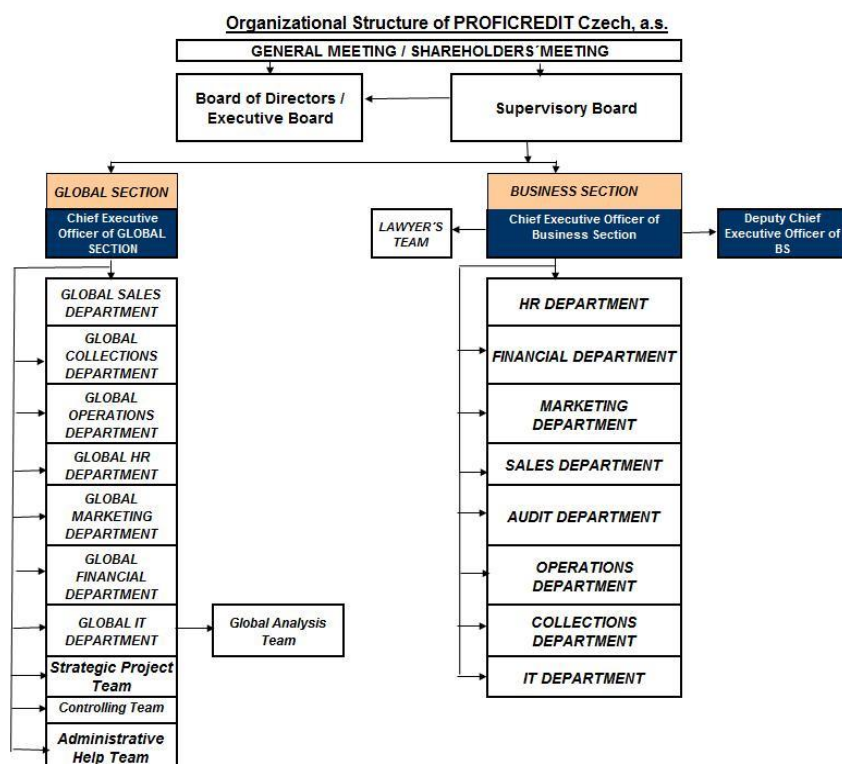 Organizational Structure of PROFICREDIT Czech, a.s.
GENERAL MEETING / SHAREHOLDERS´MEETING
Board of Directors /
Executive Board
Supervisory Board
GLOBAL SECTION
Chief Executive
Officer of GLOBAL
SECTION
BUSINESS SECTION
LAWYER´S
TEAM
Chief Executive Officer of
Business Section
Deputy Chief
Executive Officer of
BS
GLOBAL SALES
DEPARTMENT
GLOBAL
COLLECTIONS
DEPARTMENT
GLOBAL
OPERATIONS
DEPARTMENT
GLOBAL HR
DEPARTMENT
GLOBAL
MARKETING
DEPARTMENT
GLOBAL
FINANCIAL
DEPARTMENT
GLOBAL IT
DEPARTMENT
Global Analysis
Team
Strategic Project
Team
Controlling Team
Administrative
Help Team
HR DEPARTMENT
FINANCIAL DEPARTMENT
MARKETING
DEPARTMENT
SALES DEPARTMENT
AUDIT DEPARTMENT
OPERATIONS
DEPARTMENT
COLLECTIONS
DEPARTMENT
IT DEPARTMENT